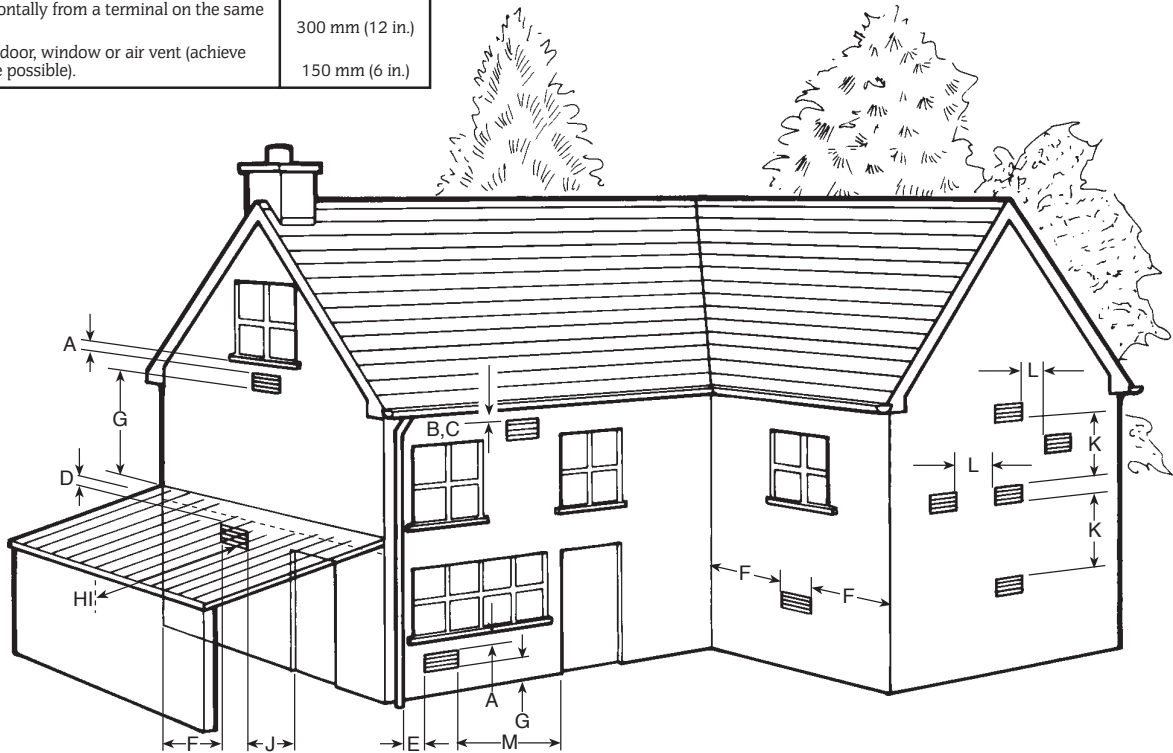 ontally from a terminal on the same
300 mm (12 in.)
door, window or air vent (achieve
possible).
150 mm (6 in.)
L
A
G
B,C
K
L
D
K
F
F
HI
A
G
F
J
E
M